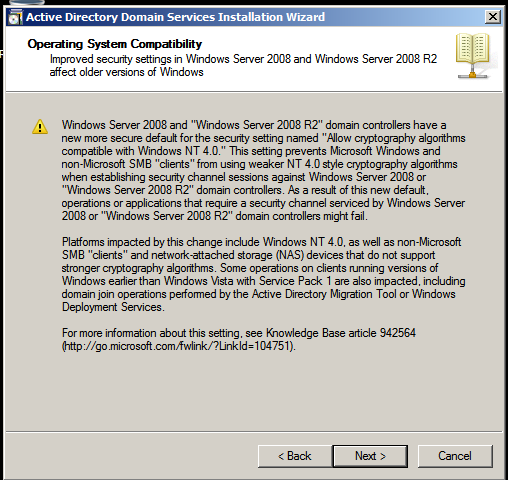 Active Directory Domain Services Installation Wizard
Operating System Compatibility
Improved security settings in Windows Server 2008 and Windows Server 2008 R2
affect older versions of Windows
Windows Server 2008 and "Windows Server 2008 R2" domain controllers have a
new more secure default for the security setting named "Allow cryptography algorithms
compatible with Windows NT 4.0." This setting prevents Microsoft Windows and
non-Microsoft SMB "clients" from using weaker NT 4.0 style cryptography algorithms
when establishing security channel sessions against Windows Server 2008 or
"Windows Server 2008 R2" domain controllers. As a result of this new default,
operations or applications that require a security channel serviced by Windows Server
2008 or "Windows Server 2008 R2" domain controllers might fail.
Platforms impacted by this change include Windows NT 4.0, as well as non-Microsoft
SMB "clients" and network-attached storage (NAS) devices that do not support
stronger cryptography algorithms. Some operations on clients running versions of
Windows earlier than Windows Vista with Service Pack 1 are also impacted, including
domain join operations performed by the Active Directory Migration Tool or Windows
Deployment Services.
For more information about this setting, see Knowledge Base article 942564
(http://go.microsoft.com/fwlink/?LinkId=104751).
< Back
Next >
Cancel